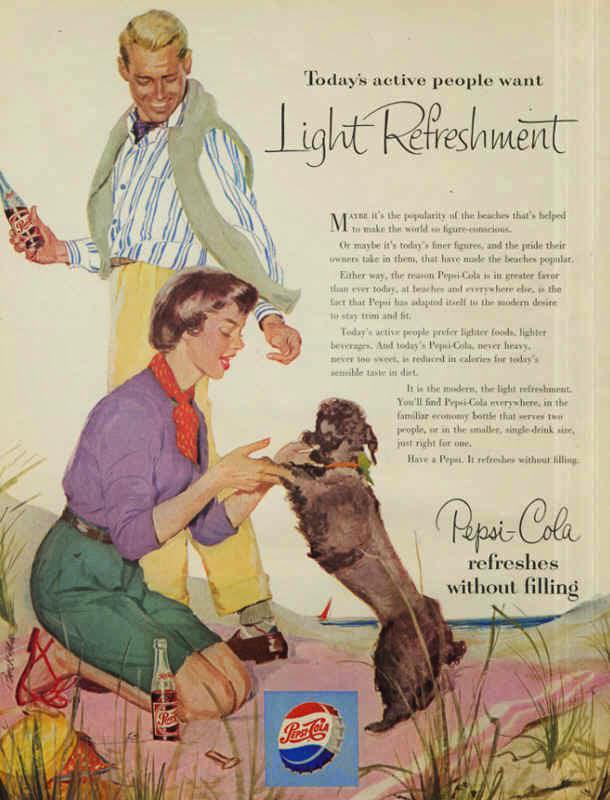 Today's active people want
Light Refreshment
MAYBE it's the popularity of the beaches that's helped
to make the world so figure-conscious.
Or maybe it's today's finer figures, and the pride their
owners take in them, that have made the beaches popular.
Either way, the reason Pepsi-Cola is in greater favor
than ever today, at beaches and everywhere else, is the
fact that Pepsi has adapted itself to the modern desire
to stay trim and fit.
Today's active people prefer lighter foods, lighter
beverages. And today's Pepsi-Cola, never heavy,
never too sweet, is reduced in calories for today's
sensible taste in diet.
It is the modern, the light refreshment.
You'll find Pepsi-Cola everywhere, in the
familiar economy bottle that serves two
people, or in the smaller, single-drink size,
just right for one.
Have a Pepsi. It refreshes without filling.
Pepsi-Cola
refreshes
without filling
PEPSI-COLA